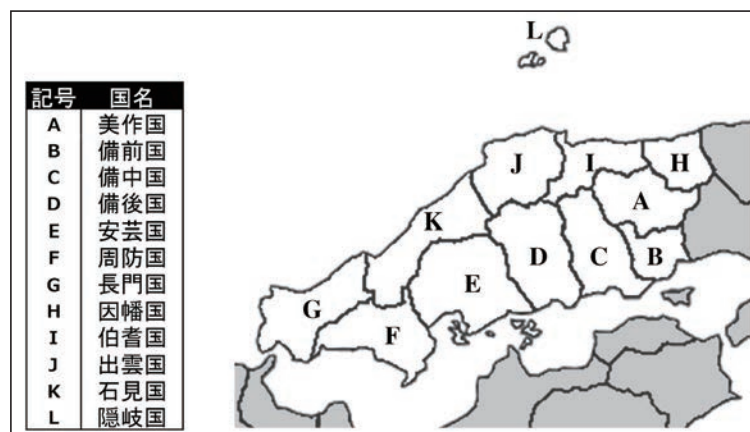 記号 国名
A 美作国
B 備前国
C 備中国
D 備後国
E 安芸国
F 周防国
G 長門国
H 因幡国
I 伯耆国
J 出雲国
K 石見国
L 隠岐国
L
J
I
H
A
K
D
C
B
E
G
F